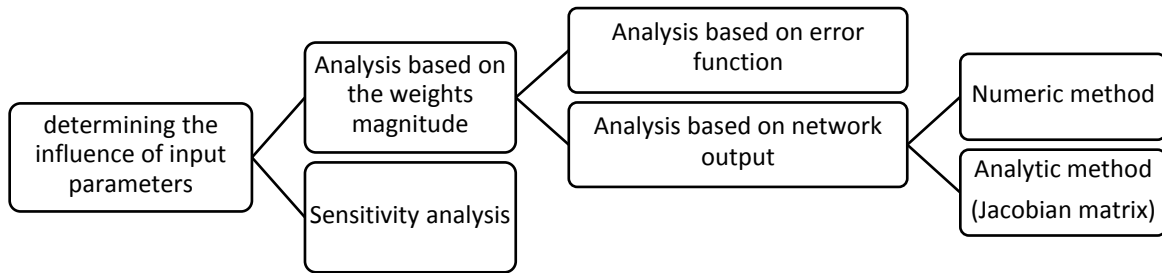 determining the
influence of input
parameters
Analysis based on
the weights
magnitude
Sensitivity analysis
Analysis based on error
function
Analysis based on network
output
Numeric method
Analytic method
(Jacobian matrix)